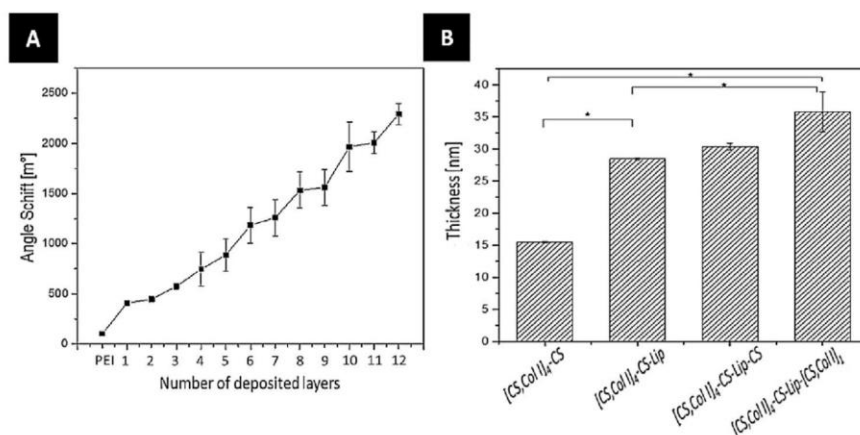 A
Angle Schift [m°]
2500
2000
1500
1000
500
0
PEI 1 2 3 4 5 6 7 8 9 10 11 12
Number of deposited layers
B
Thickness [nm]
40
35
30
25
20
15
10
5
0
*
*
*
[CS,Col I]₄-CS
[CS,Col I]₄-CS-Lip
[CS,Col I]₄-CS-Lip-CS
[CS,Col I]₄-CS-Lip-[CS,Col I]₁